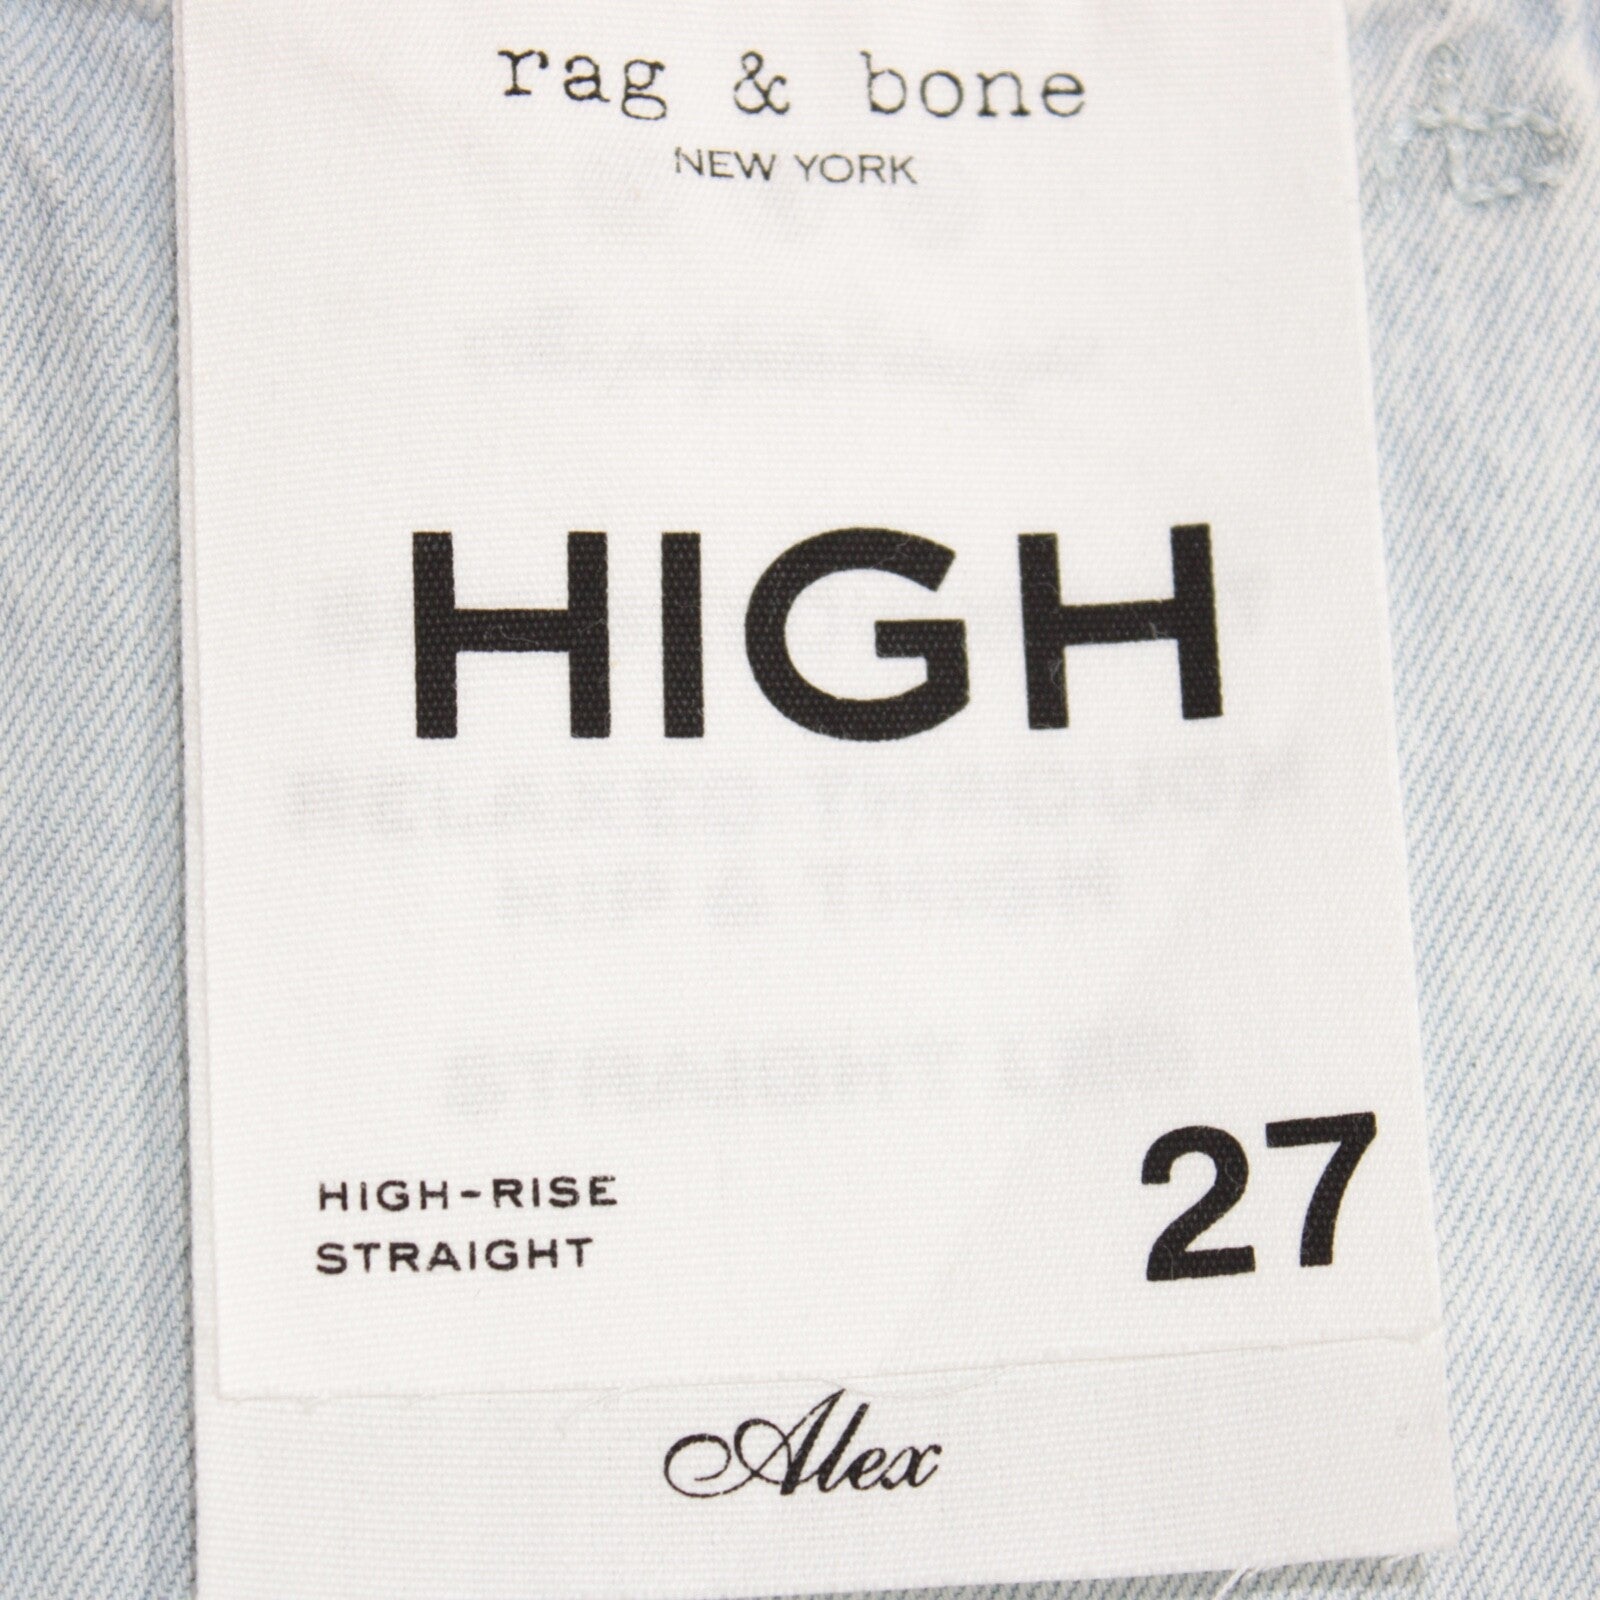 rag & bone
NEW YORK
HIGH
HIGH-RISE
STRAIGHT
27
Alex